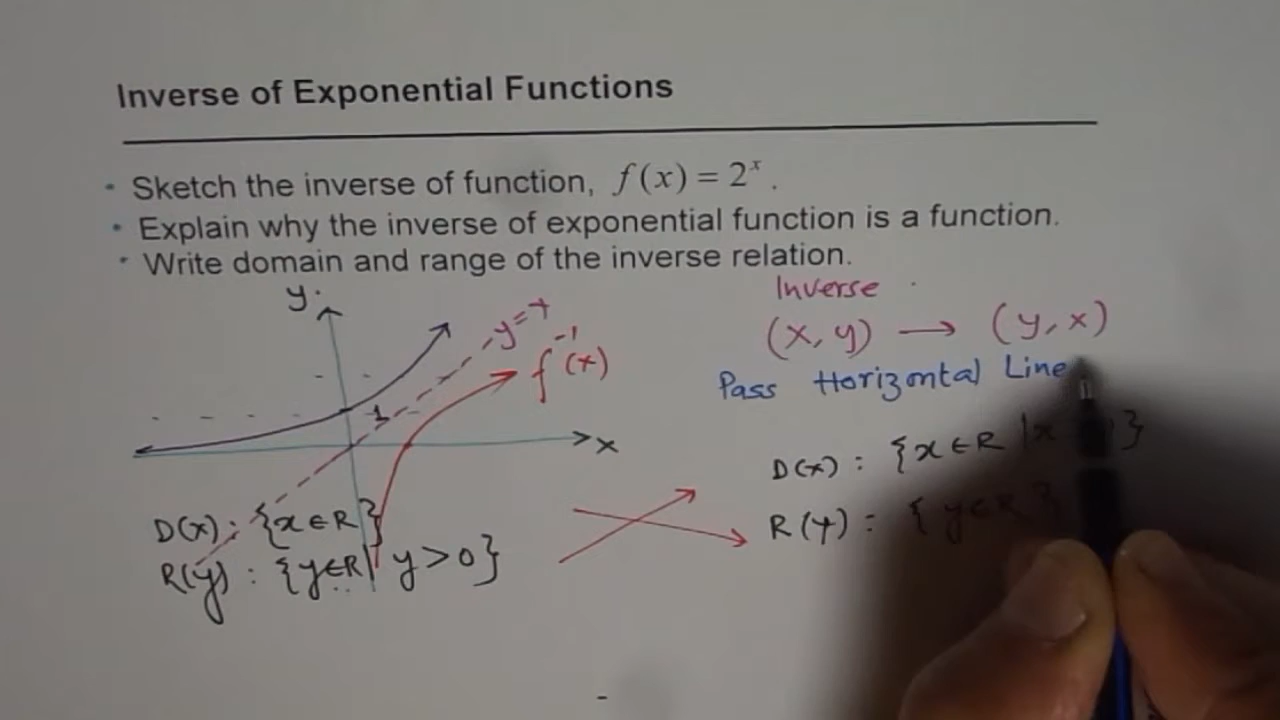 Inverse of Exponential Functions
• Sketch the inverse of function, f(x) = 2ˣ.
• Explain why the inverse of exponential function is a function.
• Write domain and range of the inverse relation.
Inverse
(x, y) → (y, x)
Pass Horizontal Line
y
y = x
f⁻¹(x)
1
x
D(x) : {x ∈ R}
R(y) : {y ∈ R | y > 0}
D(x) : {x ∈ R | x }
R(y) : {y ∈ R}